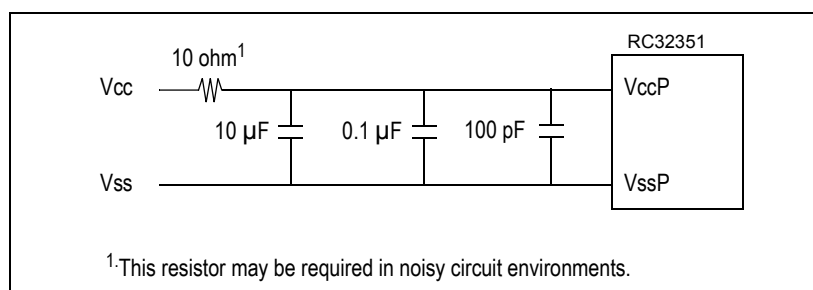 RC32351
10 ohm1
Vcc
VccP
10 µF
0.1 µF
100 pF
Vss
VssP
1.This resistor may be required in noisy circuit environments.